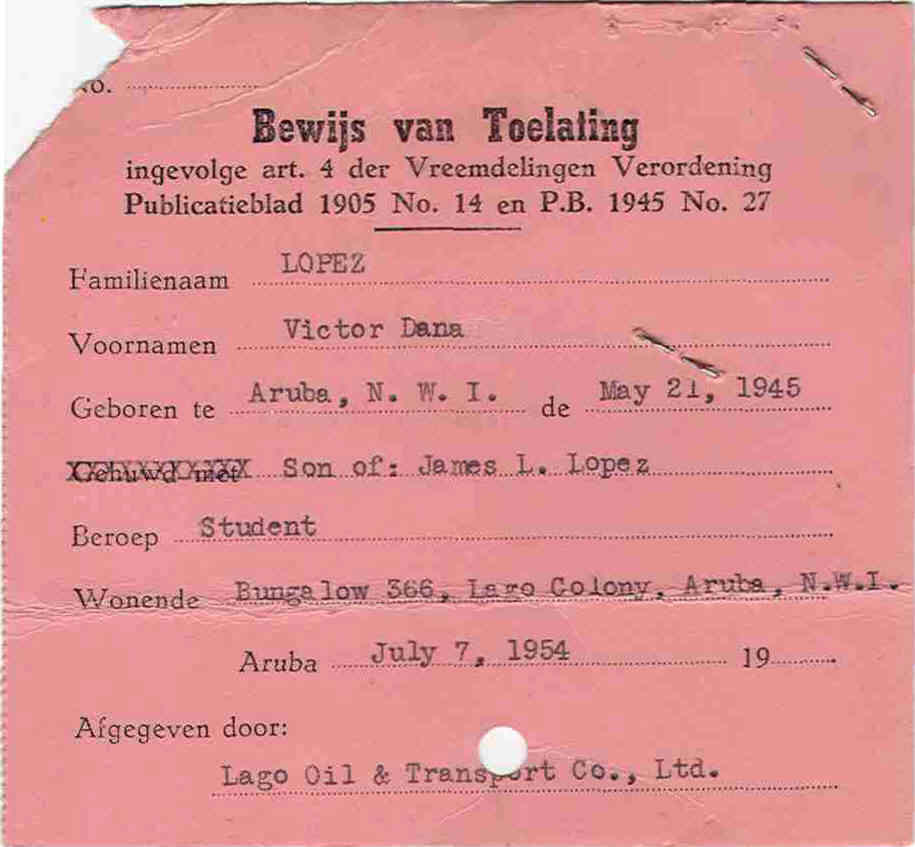 No.
Bewijs van Toelating
ingevolge art. 4 der Vreemdelingen Verordening
Publicatieblad 1905 No. 14 en P.B. 1945 No. 27
Familienaam LOPEZ
Voornamen Victor Dana
Geboren te Aruba, N. W. I. de May 21, 1945
Gehuwd met Son of: James L. Lopez
Beroep Student
Wonende Bungalow 366, Lago Colony, Aruba, N.W.I.
Aruba July 7, 1954 19
Afgegeven door:
Lago Oil & Transport Co., Ltd.